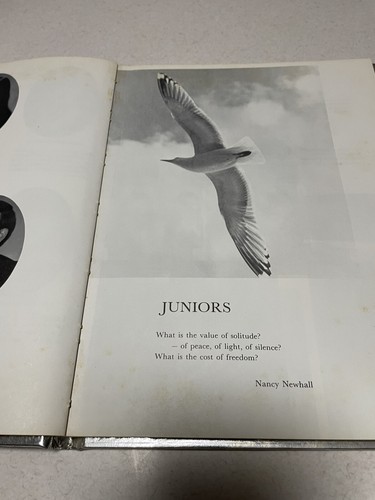 JUNIORS
What is the value of solitude?
— of peace, of light, of silence?
What is the cost of freedom?
Nancy Newhall